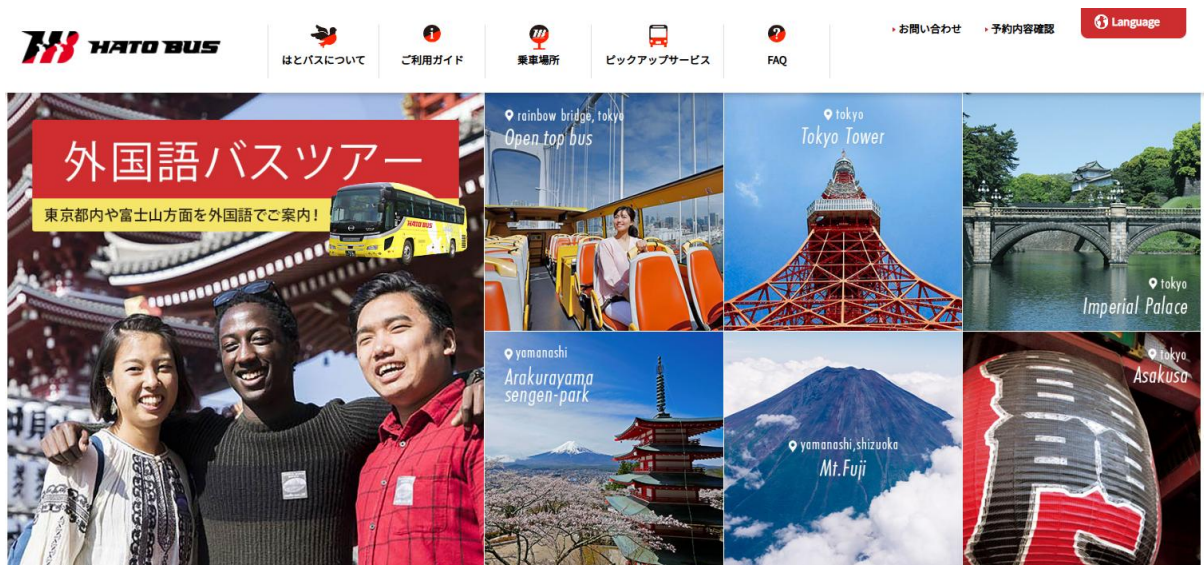 HATO BUS
はとバスについて
ご利用ガイド
乗車場所
ピックアップサービス
FAQ
お問い合わせ
予約内容確認
Language
外国語バスツアー
東京都内や富士山方面を外国語でご案内!
HATO BUS
rainbow bridge, tokyo
Open top bus
tokyo
Tokyo Tower
tokyo
Imperial Palace
yamanashi
Arakurayama
sengen-park
yamanashi,shizuoka
Mt.Fuji
tokyo
Asakusa